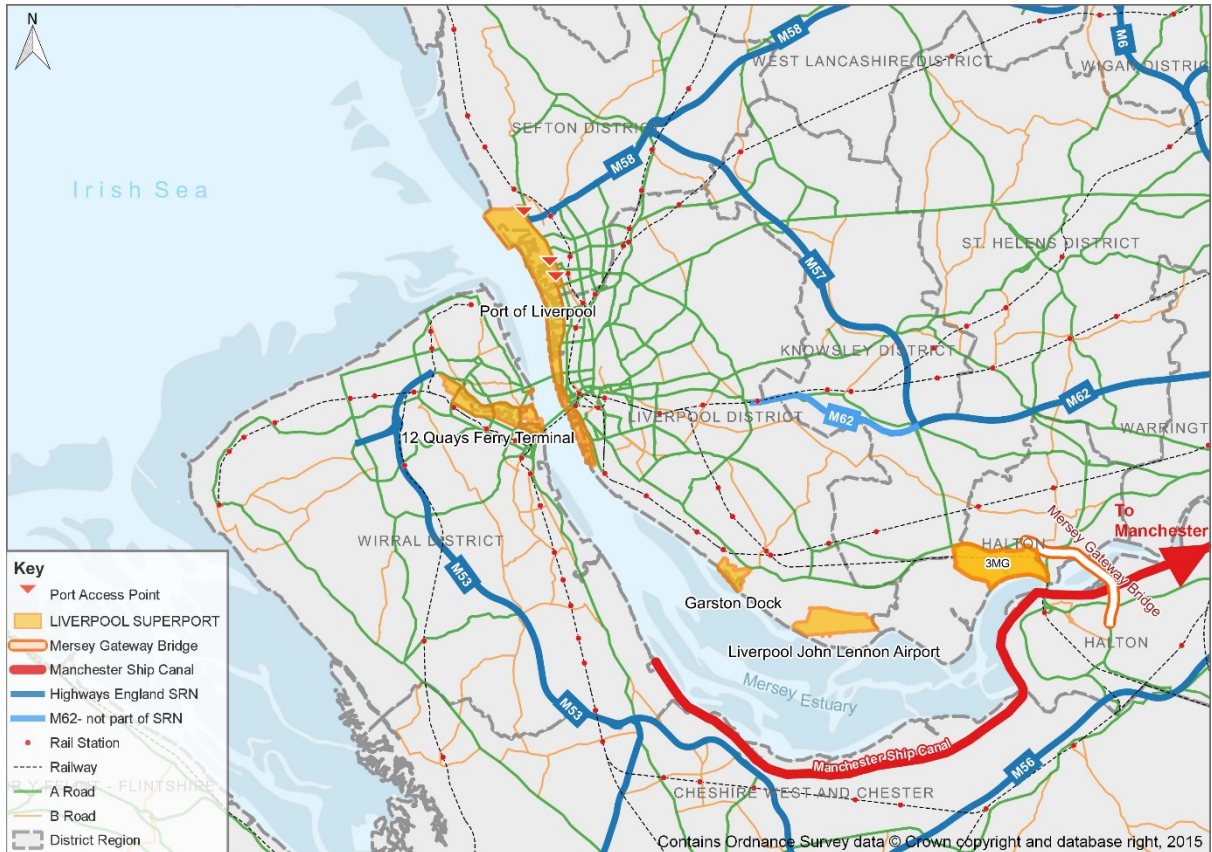 N
M58
M6
WEST LANCASHIRE DISTRICT
WIGAN DISTRIC
SEFTON DISTRICT
M58
Irish Sea
M57
ST. HELENS DISTRICT
Port of Liverpool
KNOWSLEY DISTRICT
M62
LIVERPOOL DISTRICT
M62
WARRINGT
12 Quays Ferry Terminal
To
Manchester
WIRRAL DISTRICT
HALTON
Mersey Gateway Bridge
3MG
M53
Garston Dock
HALTON
Liverpool John Lennon Airport
Mersey Estuary
M53
Manchester Ship Canal
M56
CHESHIRE WEST AND CHESTER
FLINTSHIRE
Key
Port Access Point
LIVERPOOL SUPERPORT
Mersey Gateway Bridge
Manchester Ship Canal
Highways England SRN
M62- not part of SRN
Rail Station
Railway
A Road
B Road
District Region
Contains Ordnance Survey data © Crown copyright and database right, 2015